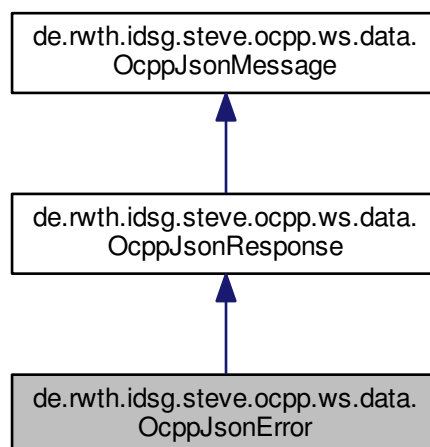 de.rwth.idsg.steve.ocpp.ws.data.
OcppJsonMessage
de.rwth.idsg.steve.ocpp.ws.data.
OcppJsonResponse
de.rwth.idsg.steve.ocpp.ws.data.
OcppJsonError